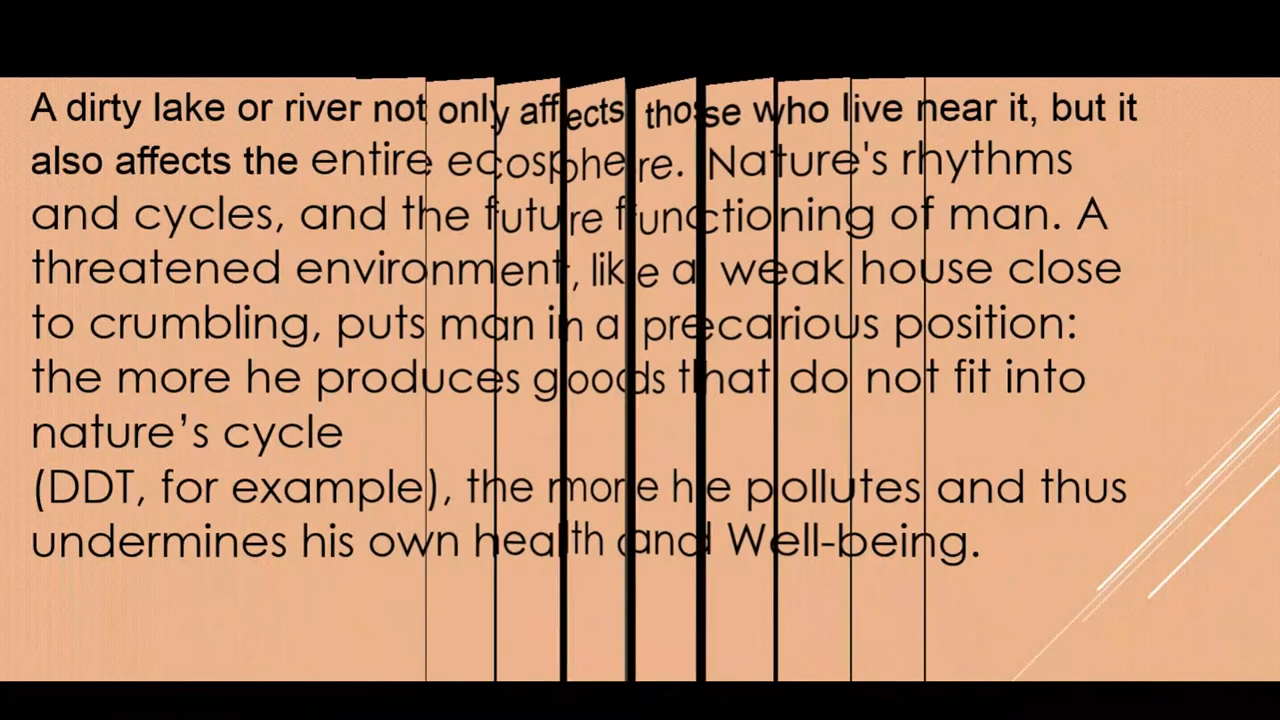 A dirty lake or river not only affects those who live near it, but it
also affects the entire ecosphere. Nature's rhythms
and cycles, and the future functioning of man. A
threatened environment, like a weak house close
to crumbling, puts man in a precarious position:
the more he produces goods that do not fit into
nature’s cycle
(DDT, for example), the more he pollutes and thus
undermines his own health and Well-being.